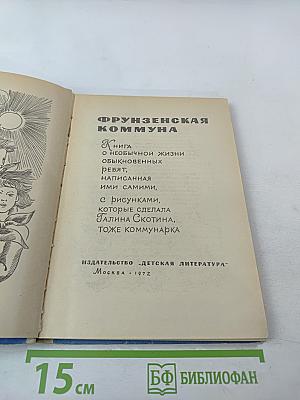 ФРУНЗЕНСКАЯ
КОММУНА
Книга
о необычной жизни
обыкновенных
ребят,
написанная
ими самими,
с рисунками,
которые сделала
Галина Скотина,
тоже коммунарка
ИЗДАТЕЛЬСТВО „ДЕТСКАЯ ЛИТЕРАТУРА"
Москва · 1972
15 см
БФ БИБЛИОФАН